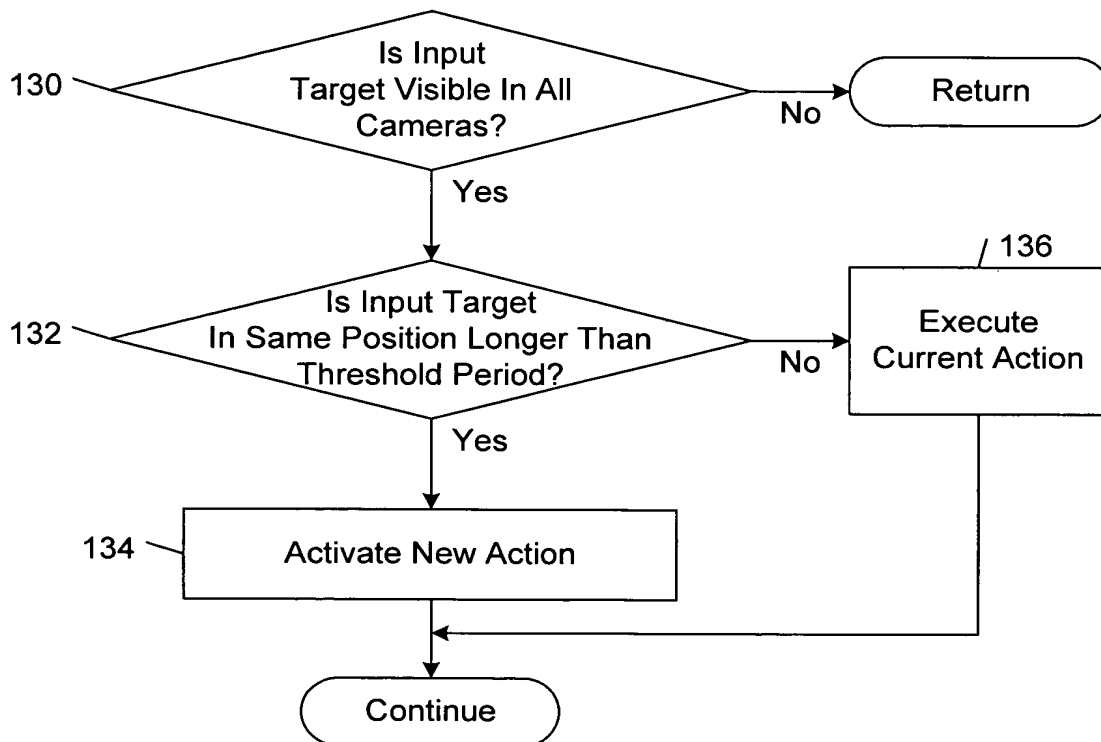 Is Input
Target Visible In All
Cameras?
130
No
Return
Yes
136
Is Input Target
In Same Position Longer Than
Threshold Period?
132
No
Execute
Current Action
Yes
134
Activate New Action
Continue